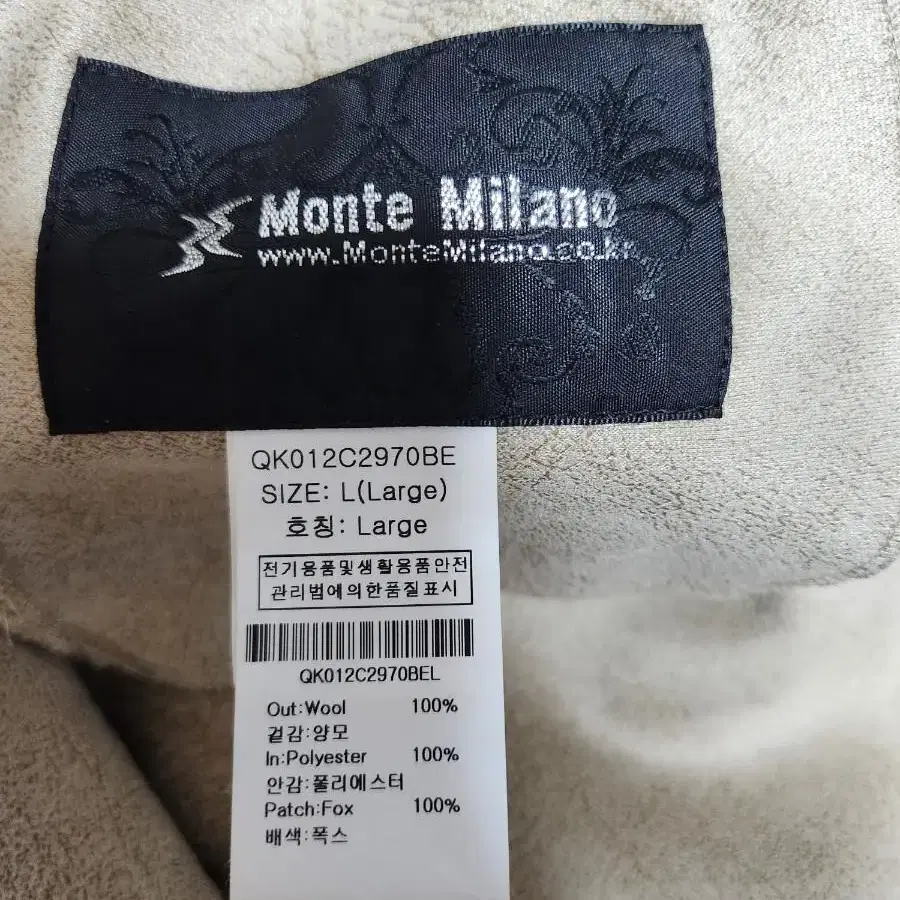 Monte Milano
www.MonteMilano.co.kr
QK012C2970BE
SIZE: L(Large)
호칭: Large
전기용품및생활용품안전
관리법에의한품질표시
QK012C2970BEL
Out:Wool 100%
겉감:양모
In:Polyester 100%
안감:폴리에스터
Patch:Fox 100%
배색:폭스